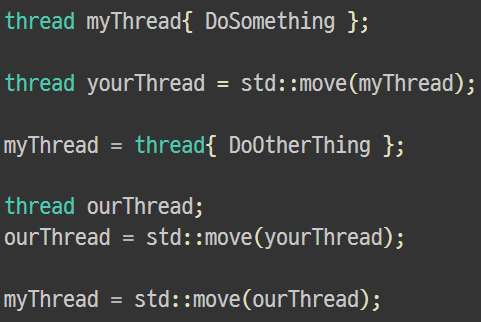 thread myThread{ DoSomething };
thread yourThread = std::move(myThread);
myThread = thread{ DoOtherThing };
thread ourThread;
ourThread = std::move(yourThread);
myThread = std::move(ourThread);